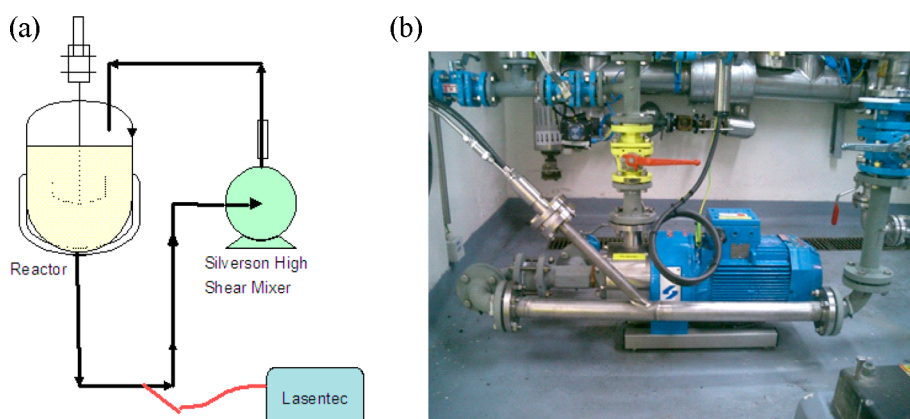 (a)
(b)
Reactor
Silverson High
Shear Mixer
Lasentec